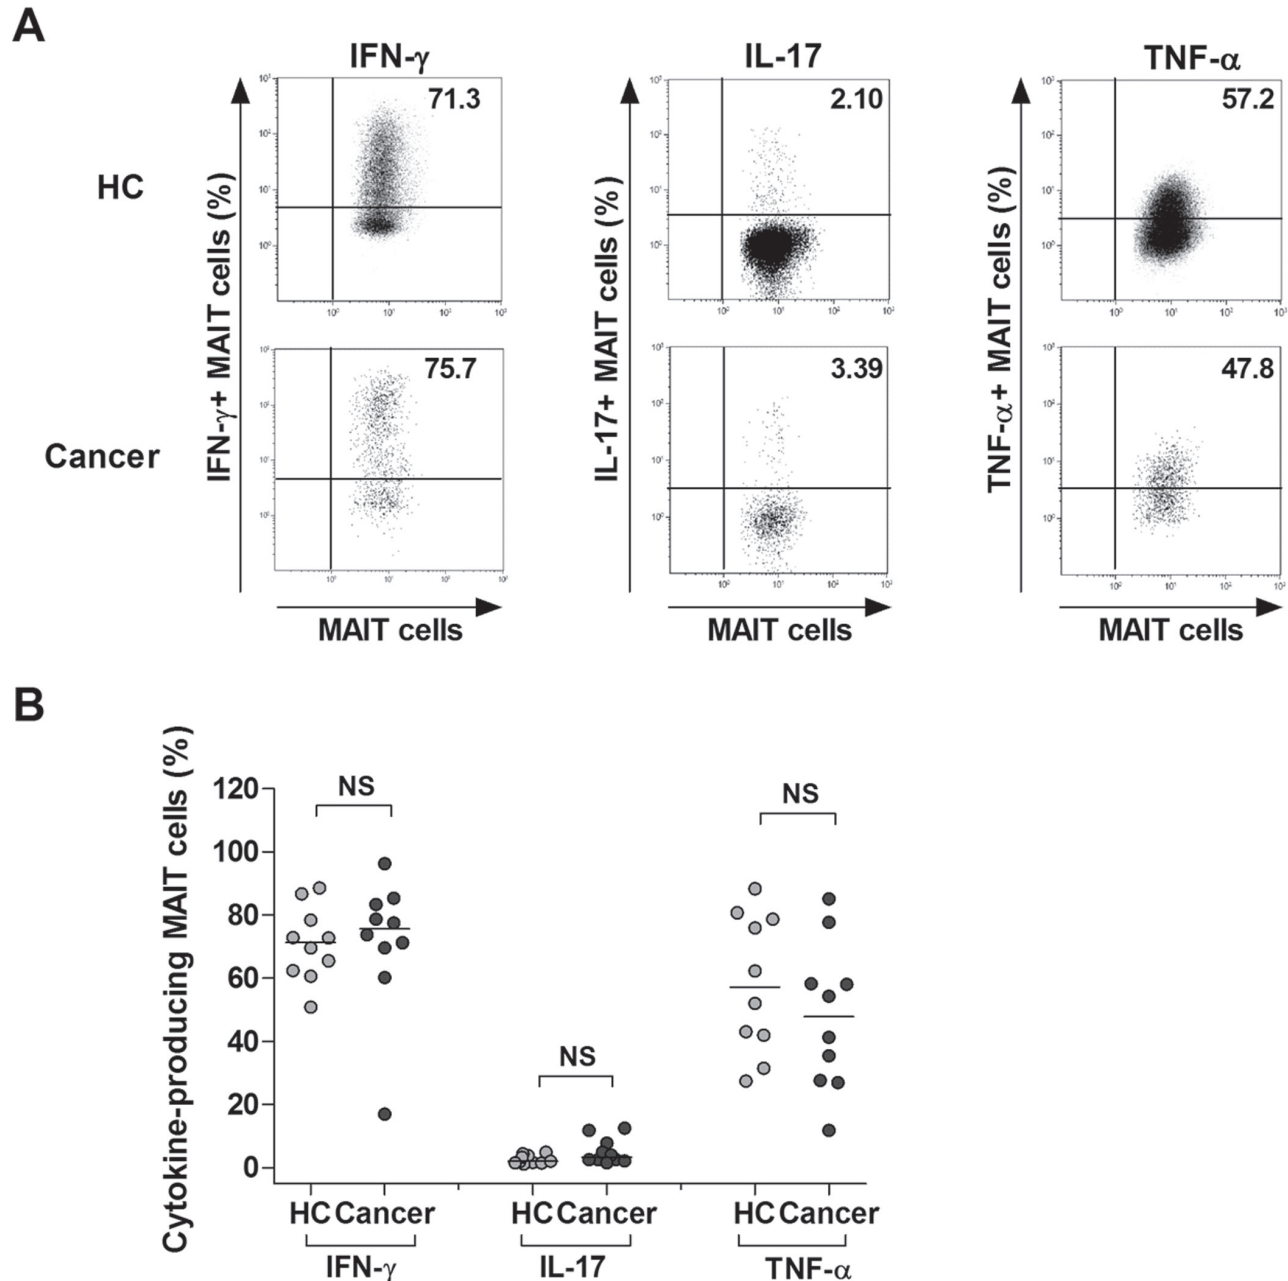 A
IFN-γ
IL-17
TNF-α
HC
Cancer
IFN-γ+ MAIT cells (%)
IL-17+ MAIT cells (%)
TNF-α+ MAIT cells (%)
71.3
2.10
57.2
75.7
3.39
47.8
MAIT cells
MAIT cells
MAIT cells
B
Cytokine-producing MAIT cells (%)
120
100
80
60
40
20
0
NS
NS
NS
HC Cancer
HC Cancer
HC Cancer
IFN-γ
IL-17
TNF-α